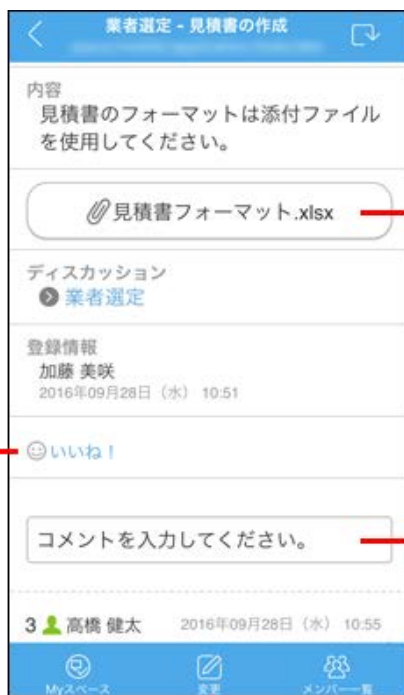 業者選定 - 見積書の作成
内容
見積書のフォーマットは添付ファイル
を使用してください。
見積書フォーマット.xlsx
ディスカッション
業者選定
登録情報
加藤 美咲
2016年09月28日（水） 10:51
いいね！
コメントを入力してください。
3 高橋 健太 2016年09月28日（水） 10:55
Myスペース 変更 メンバー一覧